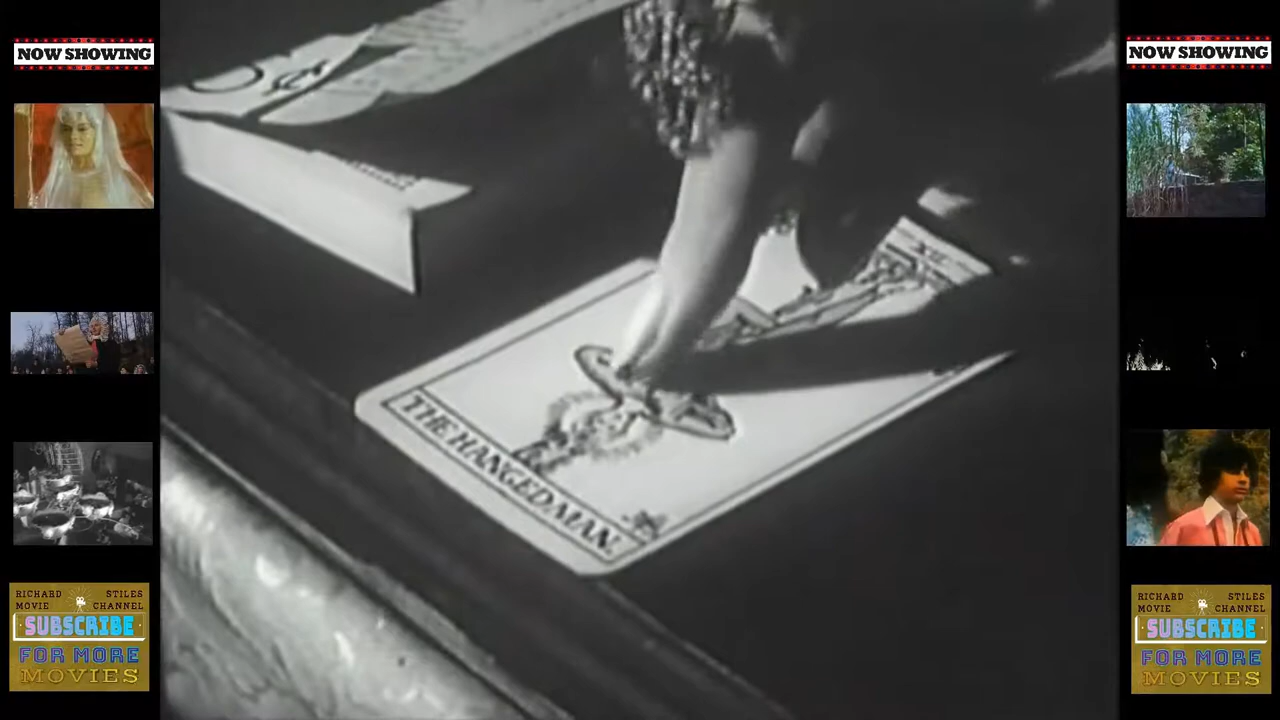 NOW SHOWING
NOW SHOWING
XII
THE HANGED MAN.
RICHARD STILES
MOVIE CHANNEL
SUBSCRIBE
FOR MORE
MOVIES
RICHARD STILES
MOVIE CHANNEL
SUBSCRIBE
FOR MORE
MOVIES